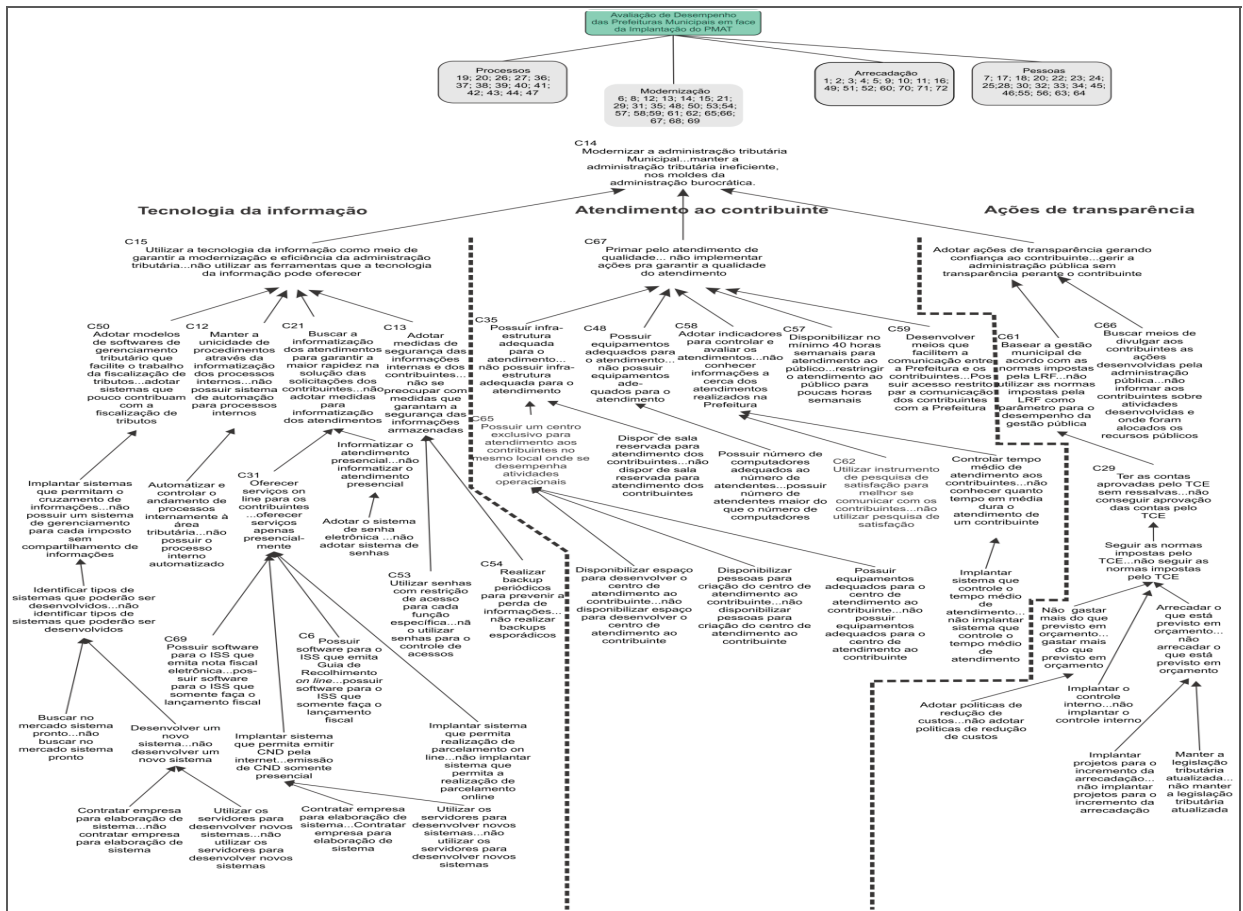 Avaliação de Desempenho
das Prefeituras Municipais em face
da Implantação do PMAT
Processos
19; 20; 26; 27; 36;
37; 38; 39; 40; 41;
42; 43; 44; 47
Modernização
6; 8; 12; 13; 14; 15; 21;
29; 31; 35; 48; 50; 53;54;
57; 58;59; 61; 62; 65;66;
67; 68; 69
Arrecadação
1; 2; 3; 4; 5; 9; 10; 11; 16;
49; 51; 52; 60; 70; 71; 72
Pessoas
7; 17; 18; 20; 22; 23; 24;
25;28; 30; 32; 33; 34; 45;
46;55; 56; 63; 64
C14
Modernizar a administração tributária
Municipal...manter a
administração tributária ineficiente,
nos moldes da
administração burocrática.
Tecnologia da informação
Atendimento ao contribuinte
Ações de transparência
C15
Utilizar a tecnologia da informação como meio de
garantir a modernização e eficiência da administração
tributária...não utilizar as ferramentas que a tecnologia
da informação pode oferecer
C67
Primar pelo atendimento de
qualidade... não implementar
ações pra garantir a qualidade
do atendimento
Adotar ações de transparência gerando
confiança ao contribuinte...gerir a
administração pública sem
transparência perante o contribuinte
C50
Adotar modelos
de softwares de
gerenciamento
tributário que
facilite o trabalho
da fiscalização de
tributos...adotar
sistemas que
pouco contribuam
com a
fiscalização de
tributos
C12
Manter a
unicidade de
procedimentos
através da
informatização
dos processos
internos...não
possuir sistema
de automação
para processos
internos
C21
Buscar a
informatização
dos atendimentos
para garantir a
maior rapidez na
solução das
solicitações dos
contribuintes...não
adotar medidas
para
informatização
dos atendimentos
C13
Adotar
medidas de
segurança das
informações
internas e dos
contribuintes...
não se
preocupar com
medidas que
garantam a
segurança das
informações
armazenadas
C35
Possuir infra-
estrutura
adequada
para o
atendimento...
não possuir infra-
estrutura
adequada para o
atendimento
C48
Possuir
equipamentos
adequados para
o atendimento...
não possuir
equipamentos
ade-
quados para o
atendimento
C58
Adotar indicadores
para controlar e
avaliar os
atendimentos...não
conhecer
informações a
cerca dos
atendimentos
realizados na
Prefeitura
C57
Disponibilizar no
mínimo 40 horas
semanais para
atendimento ao
público...restringir
o atendimento ao
público para
poucas horas
semanais
C59
Desenvolver
meios que
facilitem a
comunicação entre
a Prefeitura e os
contribuintes...Pos
suir acesso restrito
par a comunicação
dos contribuintes
com a Prefeitura
C61
Basear a gestão
municipal de
acordo com as
normas impostas
pela LRF...não
utilizar as normas
impostas pela
LRF como
parâmetro para o
desempenho da
gestão pública
C66
Buscar meios de
divulgar aos
contribuintes as
ações
desenvolvidas pela
administração
pública...não
informar aos
contribuintes sobre
atividades
desenvolvidas e
onde foram
alocados os
recursos públicos
C65
Possuir um centro
exclusivo para
atendimento aos
contribuintes no
mesmo local onde se
desempenha
atividades
operacionais
Implantar sistemas
que permitam o
cruzamento de
informações...não
possuir um sistema
de gerenciamento
para cada imposto
sem
compartilhamento de
informações
Automatizar e
controlar o
andamento de
processos
internamente à
área
tributária...não
possuir o
processo
interno
automatizado
C31
Oferecer
serviços on
line para os
contribuintes
...oferecer
serviços
apenas
presencial-
mente
Informatizar o
atendimento
presencial...não
informatizar o
atendimento
presencial
Adotar o sistema
de senha
eletrônica ...não
adotar sistema de
senhas
Dispor de sala
reservada para
atendimento dos
contribuintes...não
dispor de sala
reservada para
atendimento dos
contribuintes
Possuir número de
computadores
adequados ao
número de
atendentes...possuir
número de
atendentes maior do
que o número de
computadores
C62
Utilizar instrumento
de pesquisa de
satisfação para
melhor se
comunicar com os
contribuintes...não
utilizar pesquisa de
satisfação
Controlar tempo
médio de
atendimento aos
contribuintes...não
conhecer quanto
tempo em média
dura o
atendimento de
um contribuinte
C29
Ter as contas
aprovadas pelo TCE
sem ressalvas...não
conseguir aprovação
das contas pelo
TCE
Seguir as normas
impostas pelo
TCE...não seguir as
normas impostas
pelo TCE
C53
Utilizar senhas
com restrição
de acesso
para cada
função
específica...nã
o utilizar
senhas para o
controle de
acessos
C54
Realizar
backup
periódicos
para prevenir a
perda de
informações...
não realizar
backups
esporádicos
Identificar tipos de
sistemas que poderão ser
desenvolvidos...não
identificar tipos de
sistemas que poderão ser
desenvolvidos
Disponibilizar espaço
para desenvolver o
centro de
atendimento ao
contribuinte...não
disponibilizar espaço
para desenvolver o
centro de
atendimento ao
contribuinte
Disponibilizar
pessoas para
criação do centro de
atendimento ao
contribuinte...não
disponibilizar
pessoas para
criação do centro de
atendimento ao
contribuinte
Possuir
equipamentos
adequados para o
centro de
atendimento ao
contribuinte...não
possuir
equipamentos
adequados para o
centro de
atendimento ao
contribuinte
Implantar
sistema que
controle o
tempo médio
de
atendimento...
não implantar
sistema que
controle o
tempo médio
de
atendimento
Não gastar
mais do que
previsto em
orçamento...
gastar mais
do que
previsto em
orçamento
Arrecadar o
que está
previsto em
orçamento...
não
arrecadar o
que está
previsto em
orçamento
C69
Possuir software
para o ISS que
emita nota fiscal
eletrônica...pos-
suir software
para o ISS que
somente faça o
lançamento fiscal
C6
Possuir
software para o
ISS que emita
Guia de
Recolhimento
on line...possuir
software para o
ISS que
somente faça o
lançamento
fiscal
Buscar no
mercado sistema
pronto...não
buscar no
mercado sistema
pronto
Desenvolver um
novo
sistema...não
desenvolver um
novo sistema
Implantar sistema
que permita emitir
CND pela
internet...emissão
de CND somente
presencial
Implantar sistema
que permita
realização de
parcelamento on
line...não implantar
sistema que
permita a
realização de
parcelamento
online
Adotar políticas de
redução de
custos...não adotar
políticas de redução
de custos
Implantar o
controle
interno...não
implantar o
controle interno
Implantar
projetos para o
incremento da
arrecadação...
não implantar
projetos para o
incremento da
arrecadação
Manter a
legislação
tributária
atualizada...
não manter
a legislação
tributária
atualizada
Contratar empresa
para elaboração de
sistema...não
contratar empresa
para elaboração de
sistema
Utilizar os
servidores para
desenvolver novos
sistemas...não
utilizar os
servidores para
desenvolver novos
sistemas
Contratar empresa
para elaboração de
sistema...Contratar
empresa para
elaboração de
sistema
Utilizar os
servidores para
desenvolver novos
sistemas...não
utilizar os
servidores para
desenvolver novos
sistemas